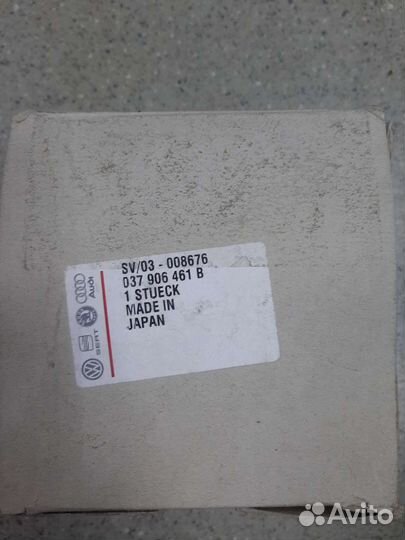 SV/03 - 008676
037 906 461 B
1 STUECK
MADE IN
JAPAN
Audi
SEAT
Avito